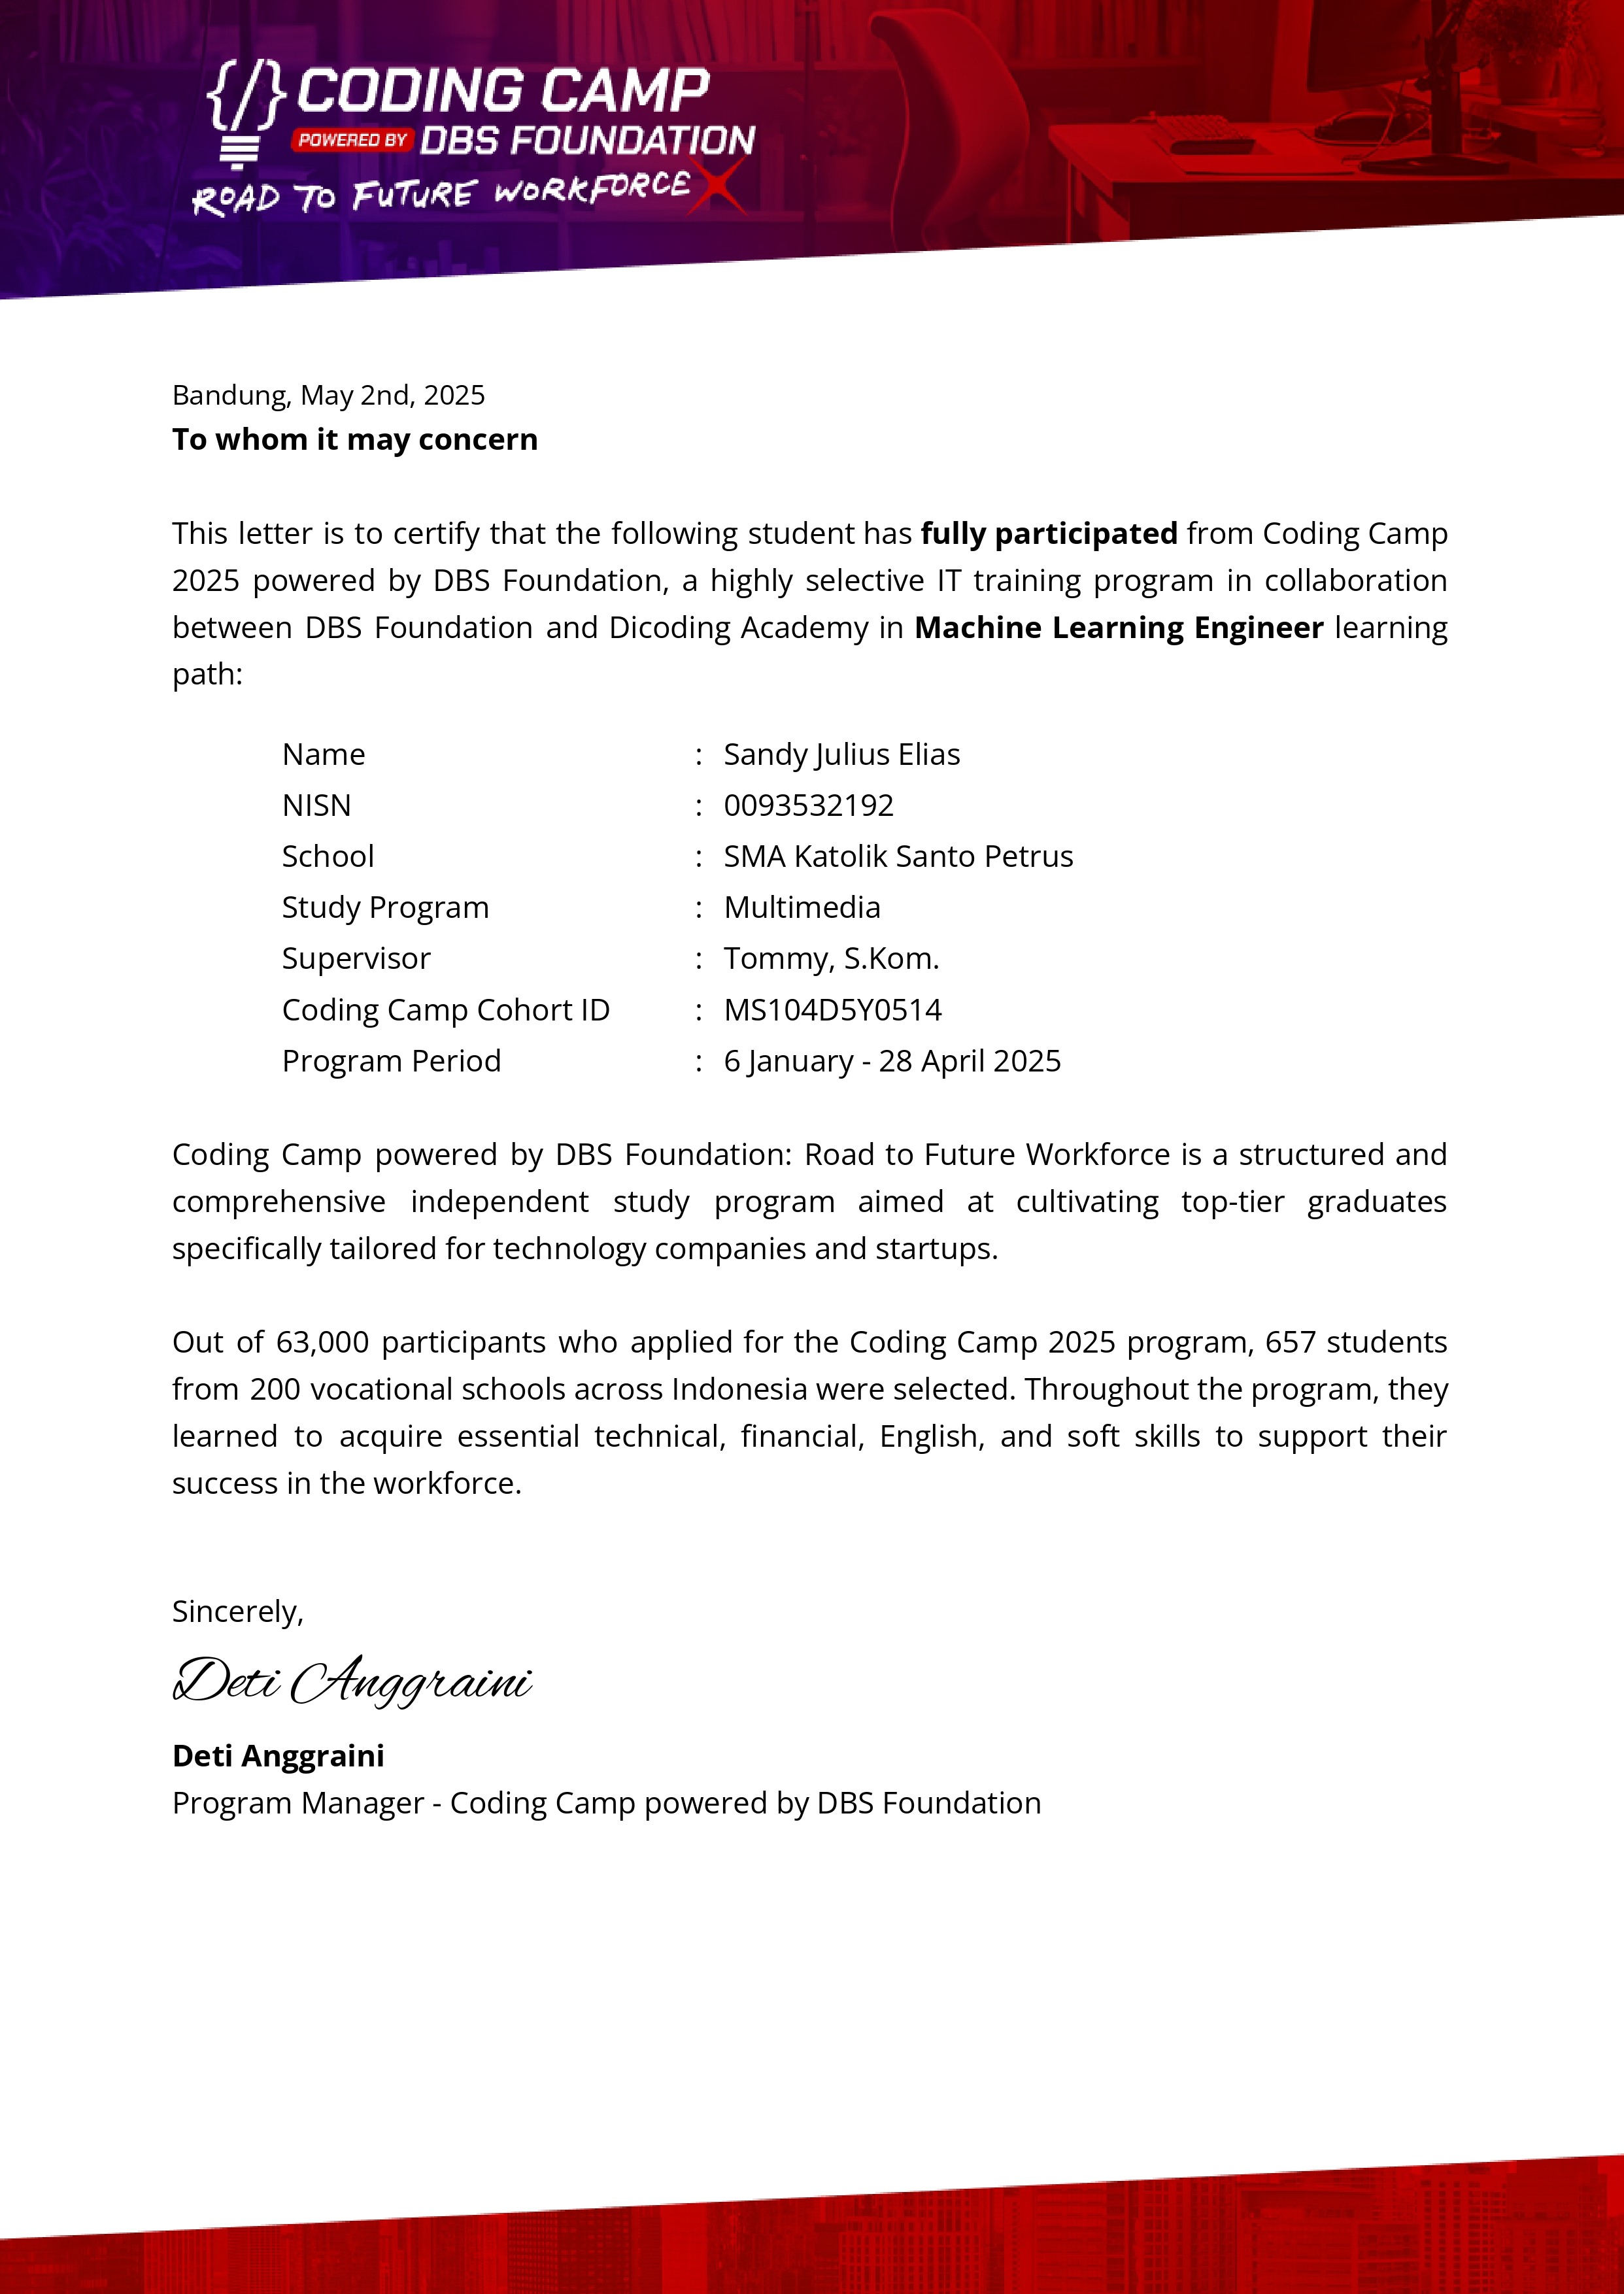 {/} CODING CAMP
POWERED BY DBS FOUNDATION
ROAD TO FUTURE WORKFORCE
Bandung, May 2nd, 2025
To whom it may concern
This letter is to certify that the following student has fully participated from Coding Camp
2025 powered by DBS Foundation, a highly selective IT training program in collaboration
between DBS Foundation and Dicoding Academy in Machine Learning Engineer learning
path:
Name : Sandy Julius Elias
NISN : 0093532192
School : SMA Katolik Santo Petrus
Study Program : Multimedia
Supervisor : Tommy, S.Kom.
Coding Camp Cohort ID : MS104D5Y0514
Program Period : 6 January - 28 April 2025
Coding Camp powered by DBS Foundation: Road to Future Workforce is a structured and
comprehensive independent study program aimed at cultivating top-tier graduates
specifically tailored for technology companies and startups.
Out of 63,000 participants who applied for the Coding Camp 2025 program, 657 students
from 200 vocational schools across Indonesia were selected. Throughout the program, they
learned to acquire essential technical, financial, English, and soft skills to support their
success in the workforce.
Sincerely,
Deti Anggraini
Deti Anggraini
Program Manager - Coding Camp powered by DBS Foundation